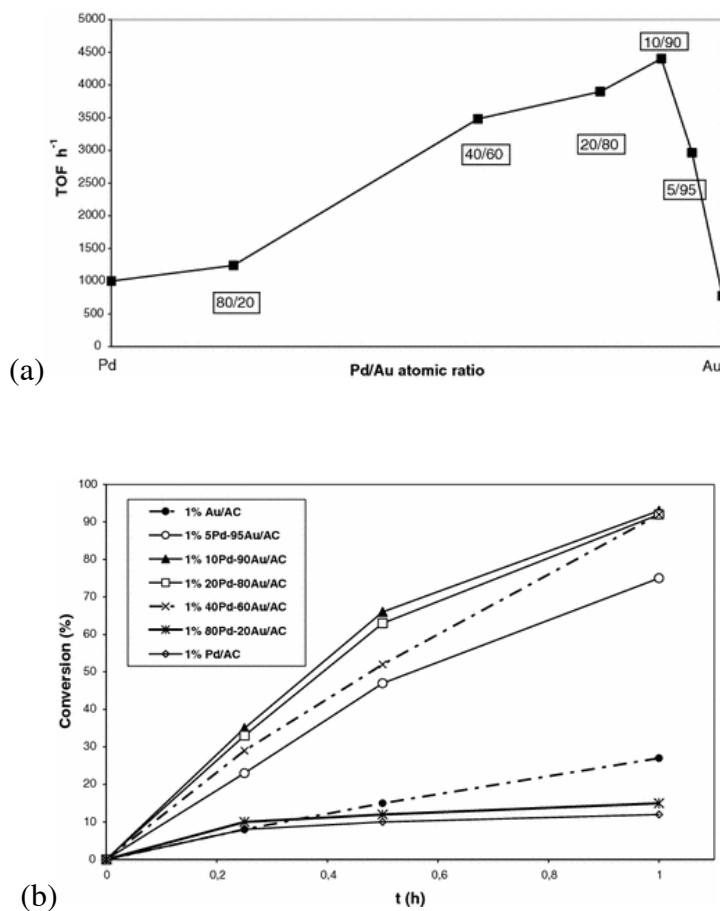 5000
4500
4000
3500
3000
2500
2000
1500
1000
500
0
TOF h⁻¹
10/90
40/60
20/80
5/95
80/20
Pd
Au
Pd/Au atomic ratio
(a)
100
90
80
70
60
50
40
30
20
10
0
Conversion (%)
1% Au/AC
1% 5Pd-95Au/AC
1% 10Pd-90Au/AC
1% 20Pd-80Au/AC
1% 40Pd-60Au/AC
1% 80Pd-20Au/AC
1% Pd/AC
0 0,2 0,4 0,6 0,8 1
t (h)
(b)